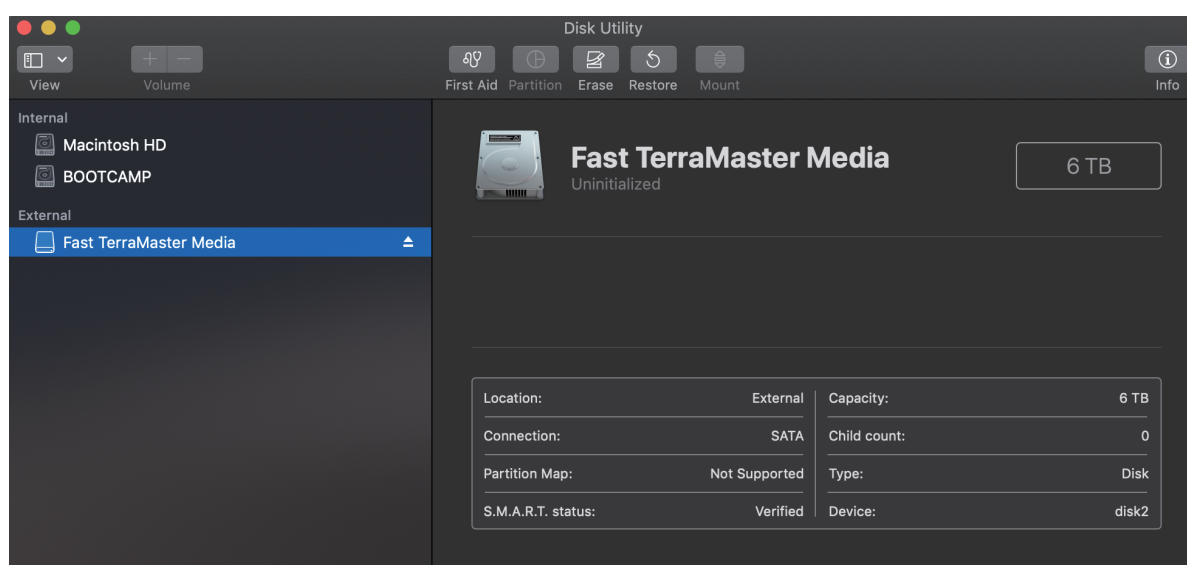 Disk Utility
View
Volume
First Aid
Partition
Erase
Restore
Mount
Info
Internal
Macintosh HD
BOOTCAMP
External
Fast TerraMaster Media
Fast TerraMaster Media
Uninitialized
6 TB
Location: External
Capacity: 6 TB
Connection: SATA
Child count: 0
Partition Map: Not Supported
Type: Disk
S.M.A.R.T. status: Verified
Device: disk2